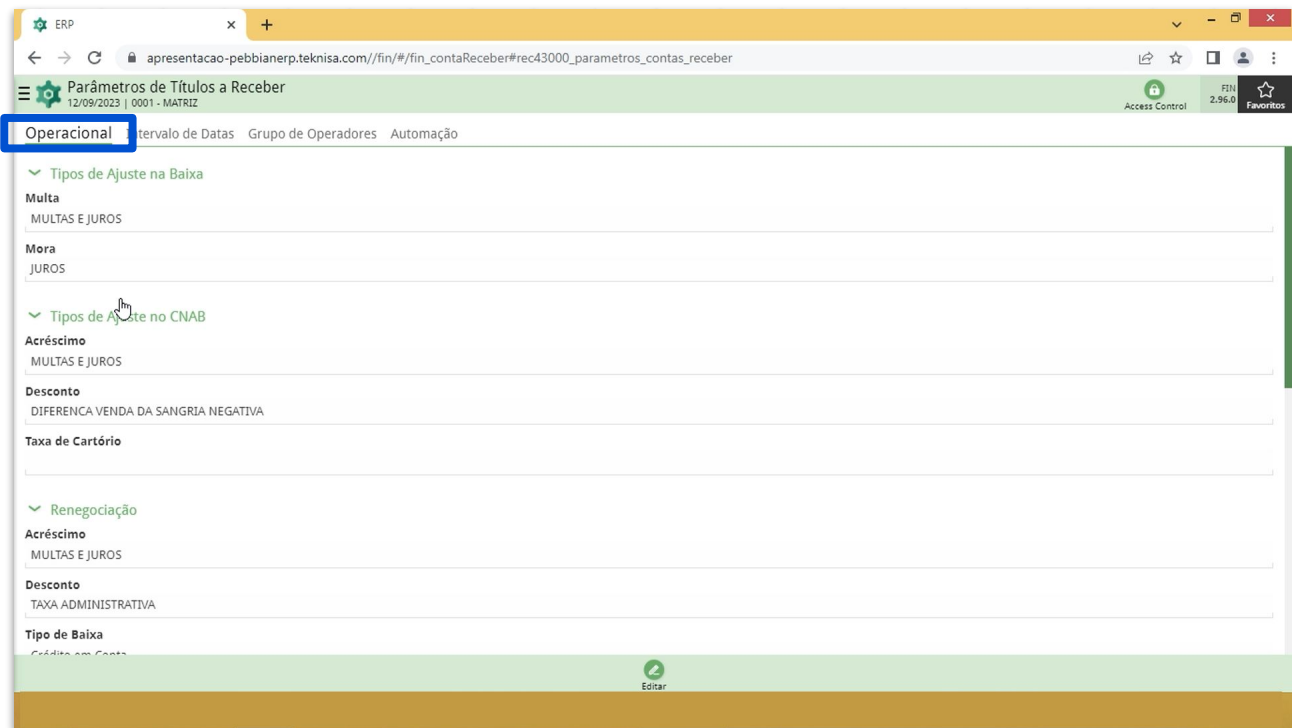 ERP
apresentacao-pebbianerp.teknisa.com//fin/#/fin_contaReceber#rec43000_parametros_contas_receber
Parâmetros de Títulos a Receber
12/09/2023 | 0001 - MATRIZ
Access Control
FIN
2.96.0
Favoritos
Operacional Intervalo de Datas Grupo de Operadores Automação
Tipos de Ajuste na Baixa
Multa
MULTAS E JUROS
Mora
JUROS
Tipos de Ajuste no CNAB
Acréscimo
MULTAS E JUROS
Desconto
DIFERENCA VENDA DA SANGRIA NEGATIVA
Taxa de Cartório
Renegociação
Acréscimo
MULTAS E JUROS
Desconto
TAXA ADMINISTRATIVA
Tipo de Baixa
Crédito em Conta
Editar